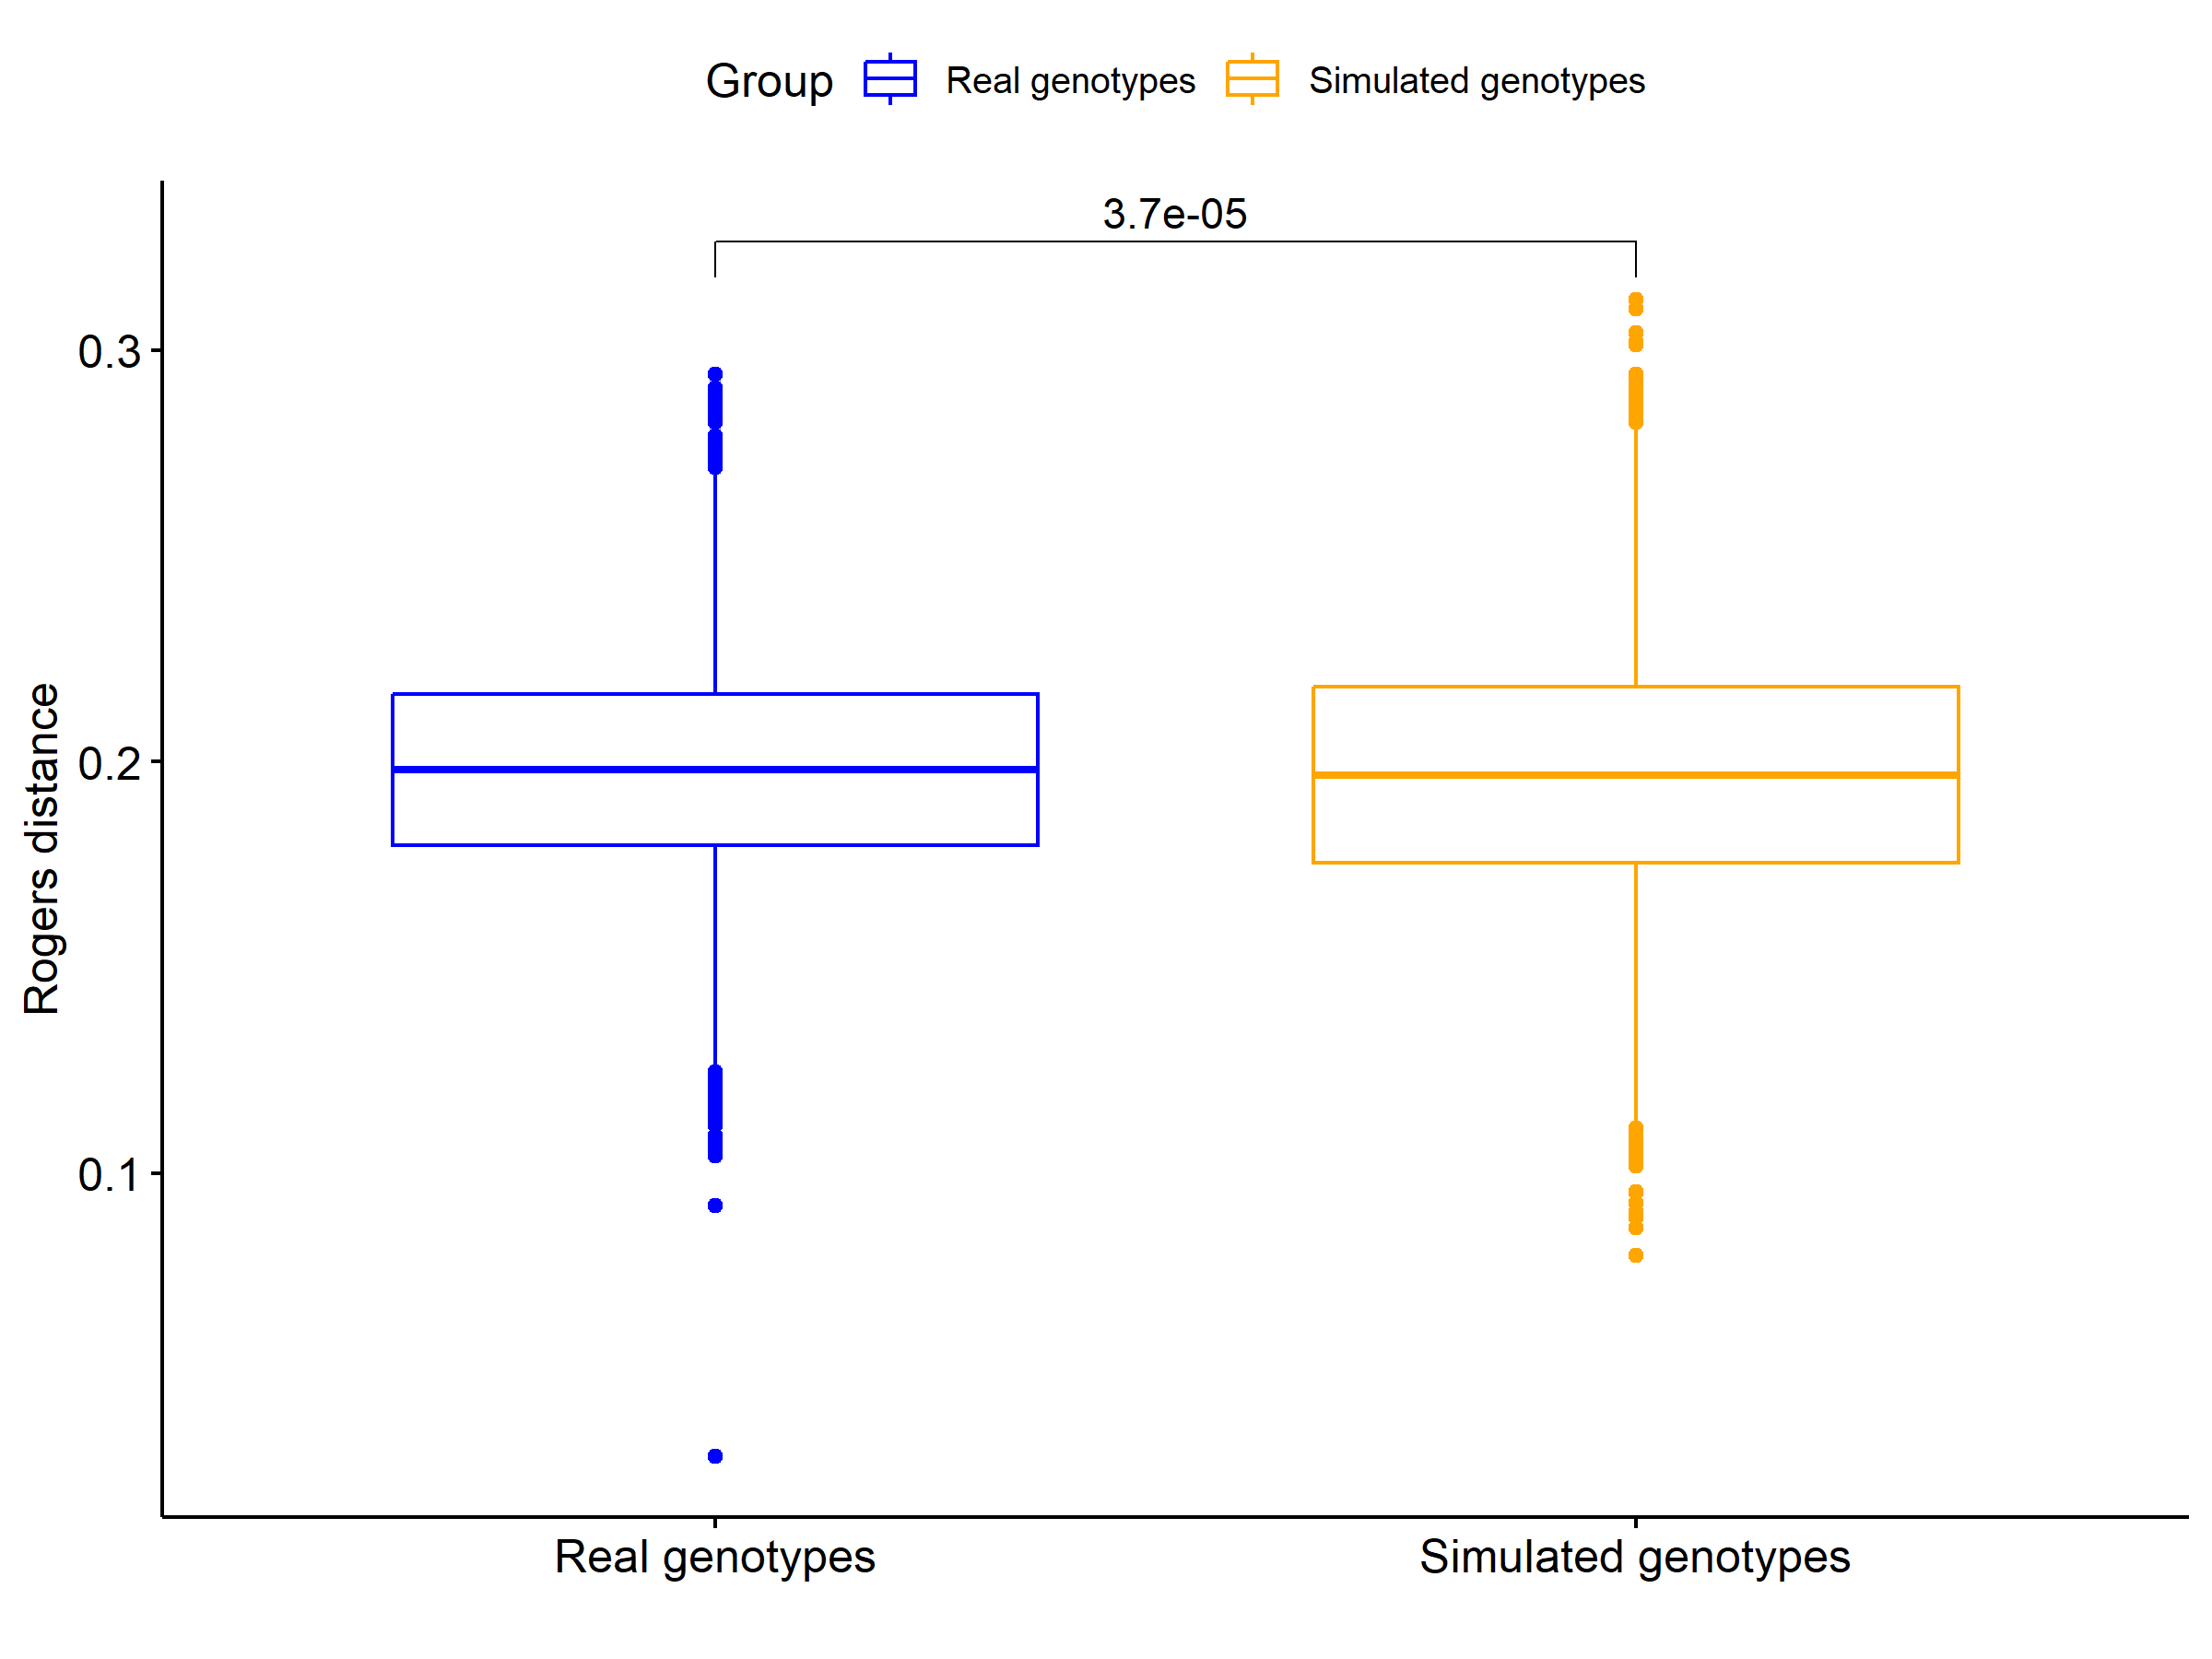 Group Real genotypes Simulated genotypes
3.7e-05
0.3
0.2
0.1
Rogers distance
Real genotypes Simulated genotypes